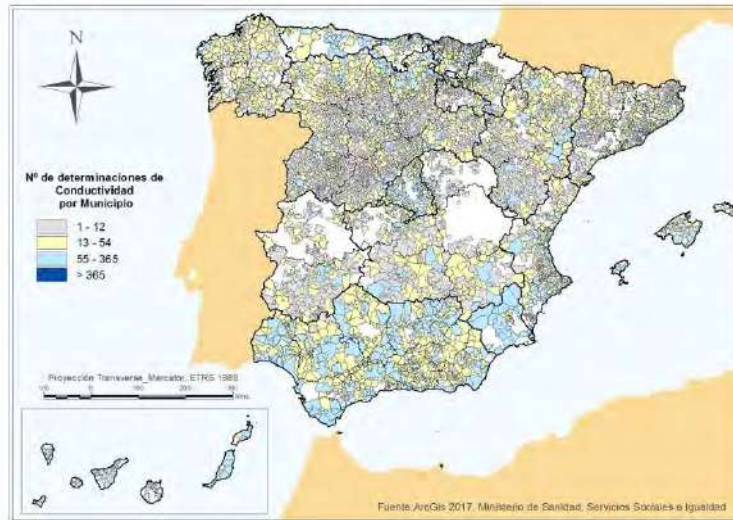 N
Nº de determinaciones de
Conductividad
por Municipio
1 - 12
13 - 54
55 - 365
> 365
Proyección Transverse_Mercator, ETRS 1989
Fuente:ArcGis 2017. Ministerio de Sanidad, Servicios Sociales e Igualdad